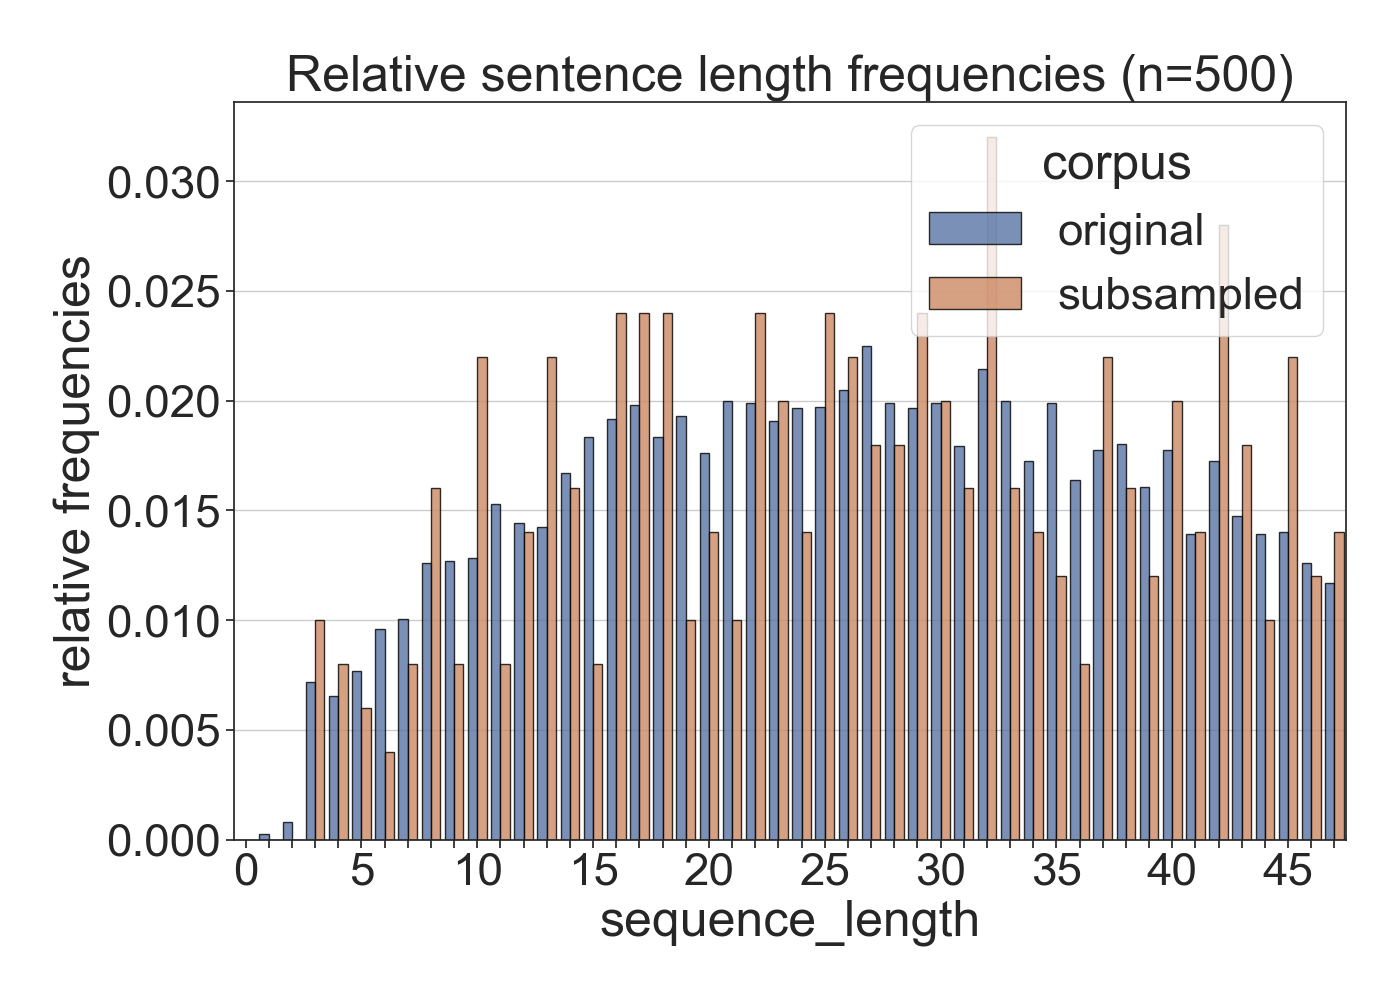 Relative sentence length frequencies (n=500)
corpus
original
subsampled
0.030
0.025
0.020
0.015
0.010
0.005
0.000
relative frequencies
0 5 10 15 20 25 30 35 40 45
sequence_length